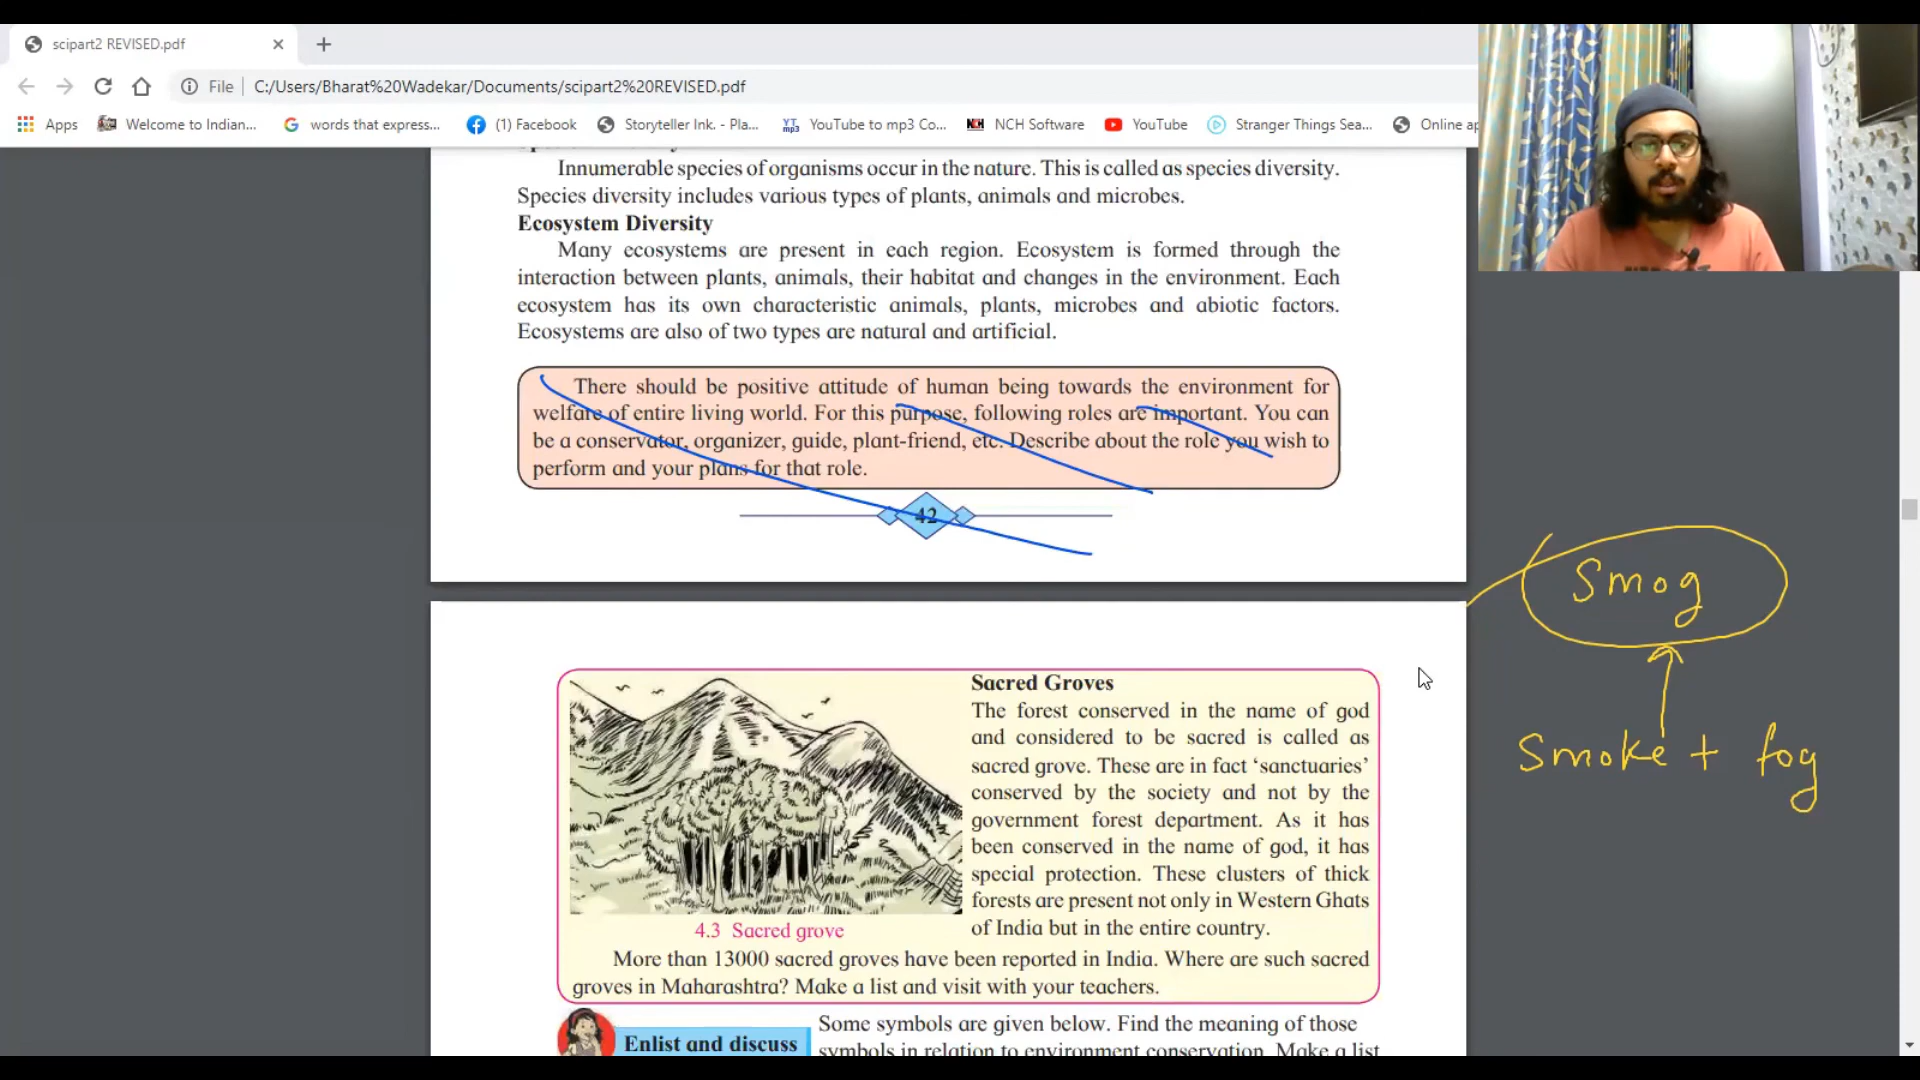 scipart2 REVISED.pdf
File
C:/Users/Bharat%20Wadekar/Documents/scipart2%20REVISED.pdf
Apps
Welcome to Indian...
words that express...
(1) Facebook
Storyteller Ink. - Pla...
YouTube to mp3 Co...
NCH Software
YouTube
Stranger Things Sea...
Online ap
Innumerable species of organisms occur in the nature. This is called as species diversity.
Species diversity includes various types of plants, animals and microbes.
Ecosystem Diversity
Many ecosystems are present in each region. Ecosystem is formed through the
interaction between plants, animals, their habitat and changes in the environment. Each
ecosystem has its own characteristic animals, plants, microbes and abiotic factors.
Ecosystems are also of two types are natural and artificial.
There should be positive attitude of human being towards the environment for
welfare of entire living world. For this purpose, following roles are important. You can
be a conservator, organizer, guide, plant-friend, etc. Describe about the role you wish to
perform and your plans for that role.
42
Smog
Smoke + fog
Sacred Groves
The forest conserved in the name of god
and considered to be sacred is called as
sacred grove. These are in fact ‘sanctuaries’
conserved by the society and not by the
government forest department. As it has
been conserved in the name of god, it has
special protection. These clusters of thick
forests are present not only in Western Ghats
of India but in the entire country.
4.3 Sacred grove
More than 13000 sacred groves have been reported in India. Where are such sacred
groves in Maharashtra? Make a list and visit with your teachers.
Enlist and discuss
Some symbols are given below. Find the meaning of those
symbols in relation to environment conservation. Make a list